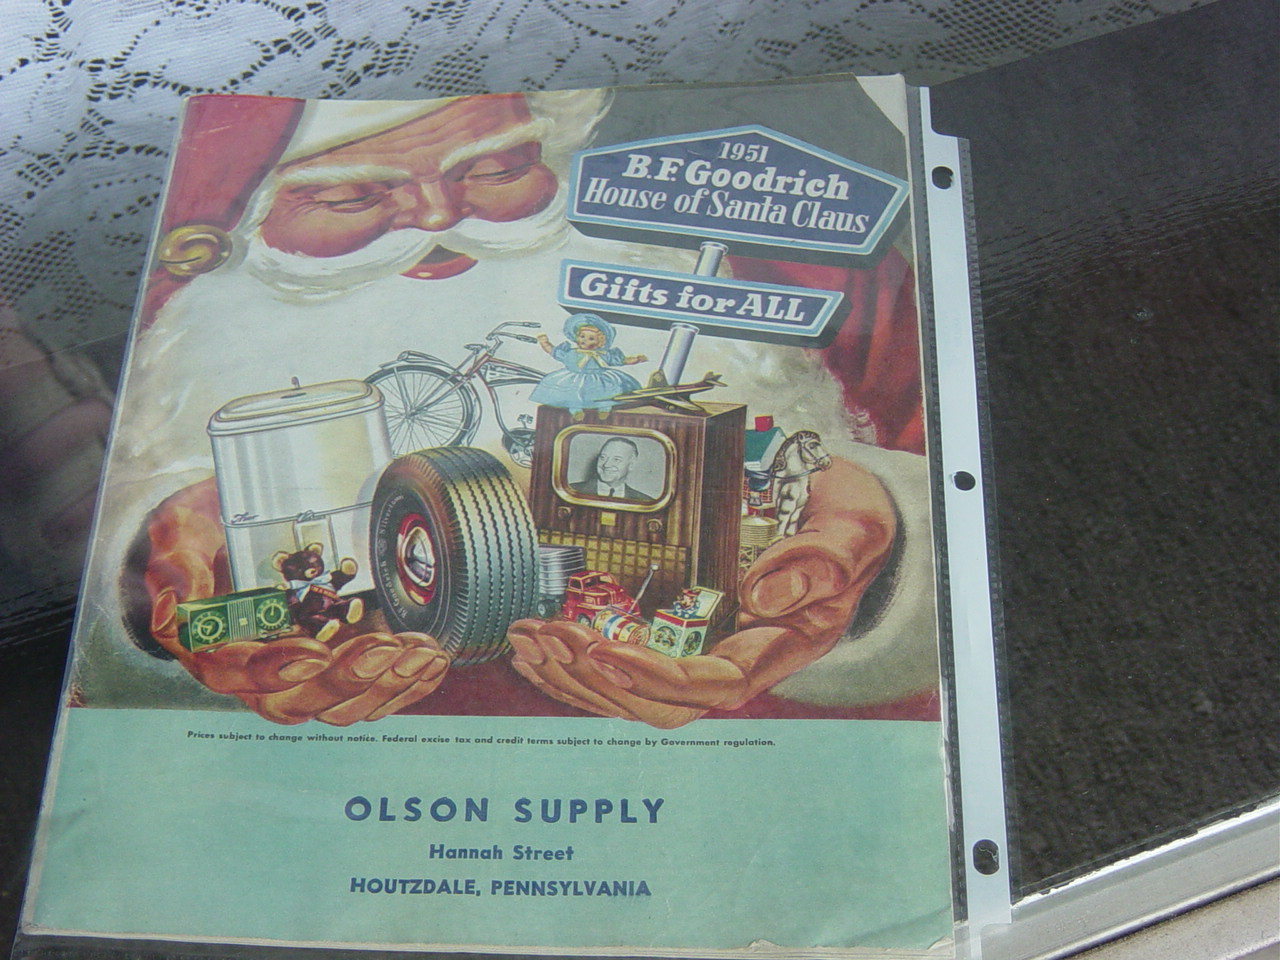 1951
B.F. Goodrich
House of Santa Claus
Gifts for ALL
Prices subject to change without notice. Federal excise tax and credit terms subject to change by Government regulation.
OLSON SUPPLY
Hannah Street
HOUTZDALE, PENNSYLVANIA